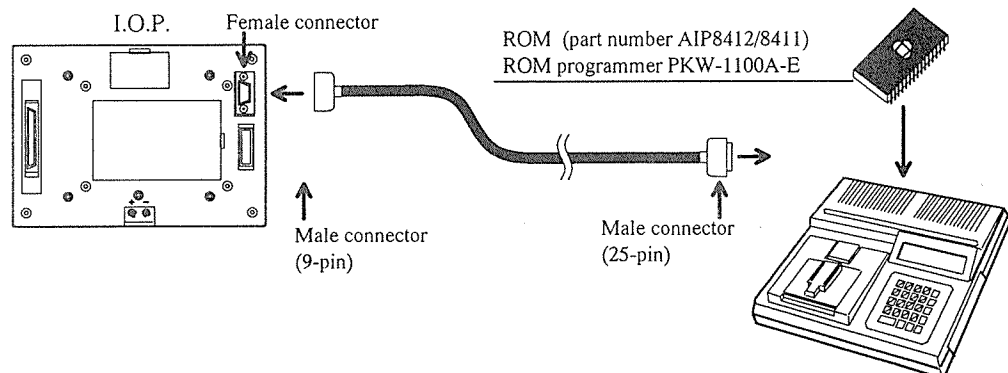 I.O.P.
Female connector
ROM (part number AIP8412/8411)
ROM programmer PKW-1100A-E
+ −
Male connector
(9-pin)
Male connector
(25-pin)